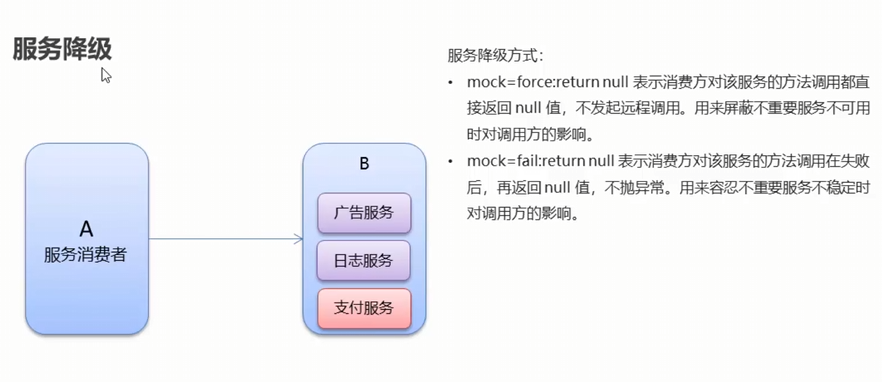 服务降级
服务降级方式：
• mock=force:return null 表示消费方对该服务的方法调用都直
接返回 null 值，不发起远程调用。用来屏蔽不重要服务不可用
时对调用方的影响。
• mock=fail:return null 表示消费方对该服务的方法调用在失败
后，再返回 null 值，不抛异常。用来容忍不重要服务不稳定时
对调用方的影响。
A
服务消费者
B
广告服务
日志服务
支付服务